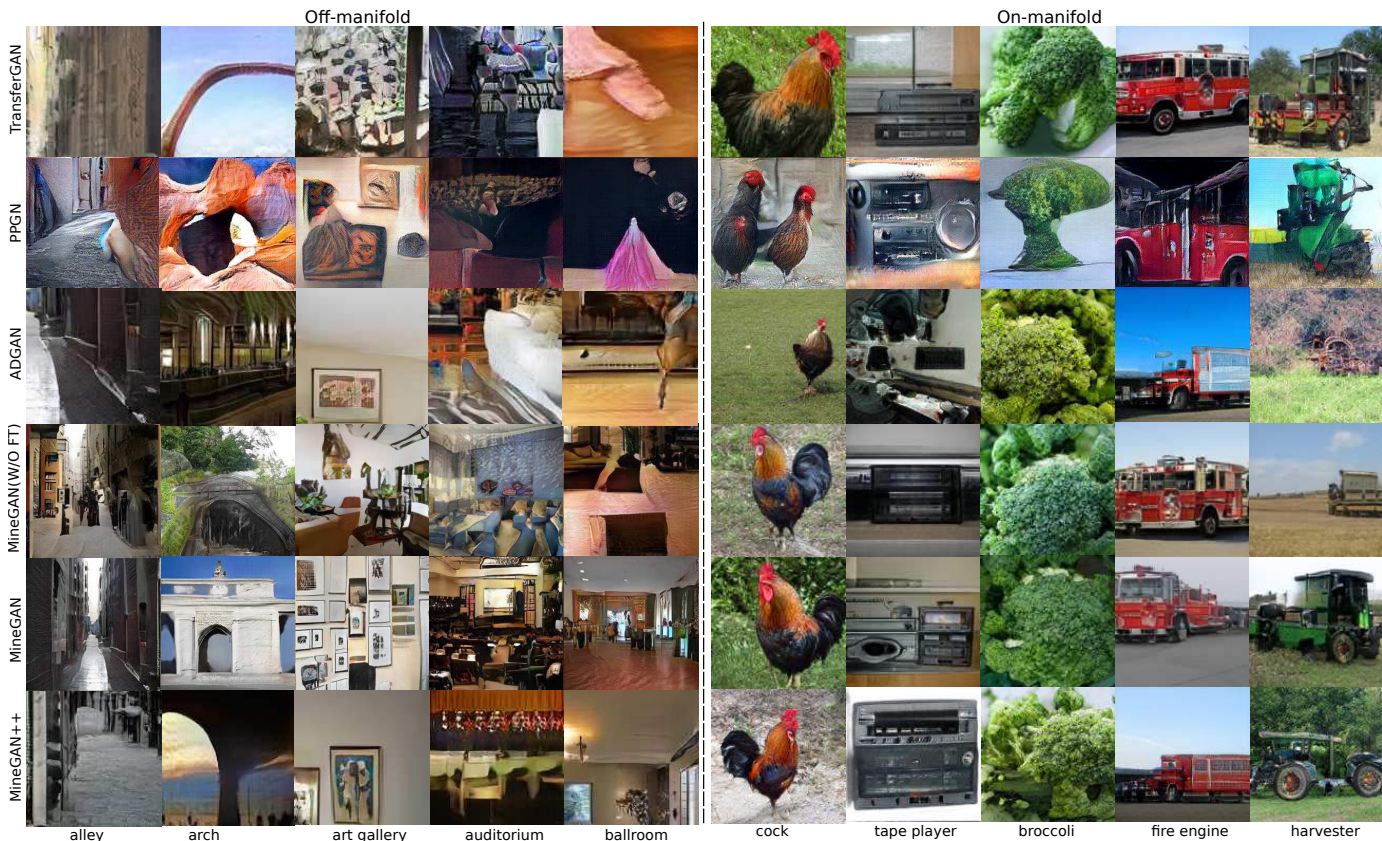 Off-manifold
On-manifold
TransferGAN
PPGN
ADGAN
MineGAN(W/O FT)
MineGAN
MineGAN++
alley
arch
art gallery
auditorium
ballroom
cock
tape player
broccoli
fire engine
harvester